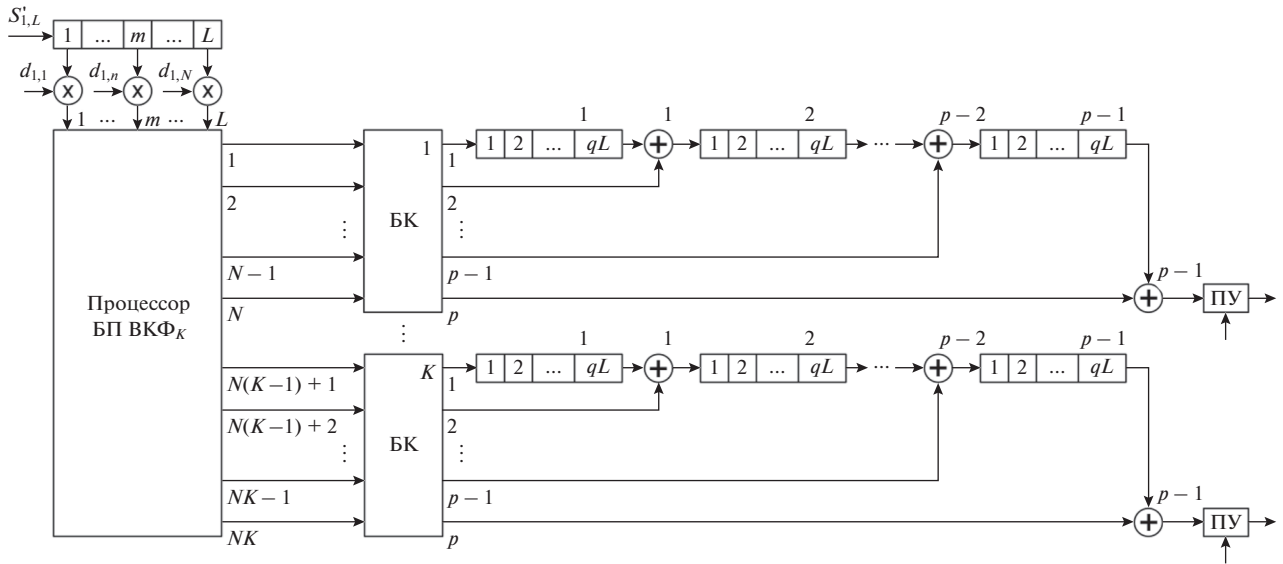 S'₁,L
1 ... m ... L
d₁,₁ d₁,n d₁,N
X X X
1 ... m ... L
Процессор
БП ВКФ_K
1
2
⋮
N – 1
N
N(K–1) + 1
N(K–1) + 2
⋮
NK – 1
NK
1
БК
1
2
⋮
p – 1
p
1 1 2 p – 2 p – 1
1 2 ... qL + 1 2 ... qL ... + 1 2 ... qL
p – 1
+ ПУ
⋮
K
БК
1
2
⋮
p – 1
p
1 1 2 p – 2 p – 1
1 2 ... qL + 1 2 ... qL ... + 1 2 ... qL
p – 1
+ ПУ